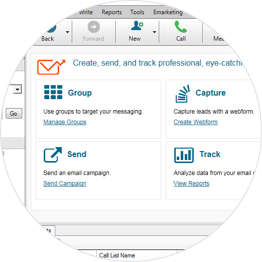 Write Reports Tools Emarketing
Back Forward New Call
Create, send, and track professional, eye-catchi
Group
Use groups to target your messaging.
Manage Groups
Capture
Capture leads with a webform.
Create Webform
Go
Send
Send an email campaign.
Send Campaign
Track
Analyze data from your email m
View Reports
Call List Name